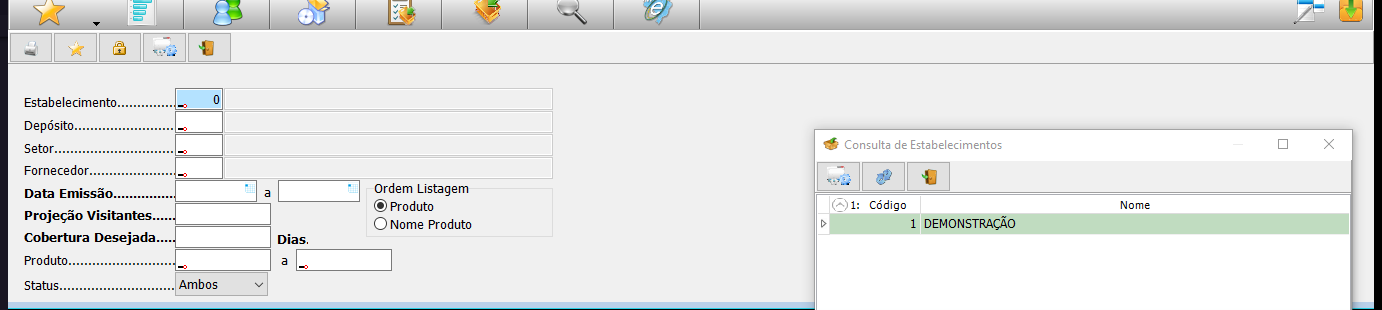 Estabelecimento............... 0
Depósito..........................
Setor................................
Fornecedor......................
Data Emissão............... a
Projeção Visitantes......
Cobertura Desejada..... Dias.
Produto........................... a
Status............................. Ambos
Ordem Listagem
Produto
Nome Produto
Consulta de Estabelecimentos
1: Código Nome
1 DEMONSTRAÇÃO